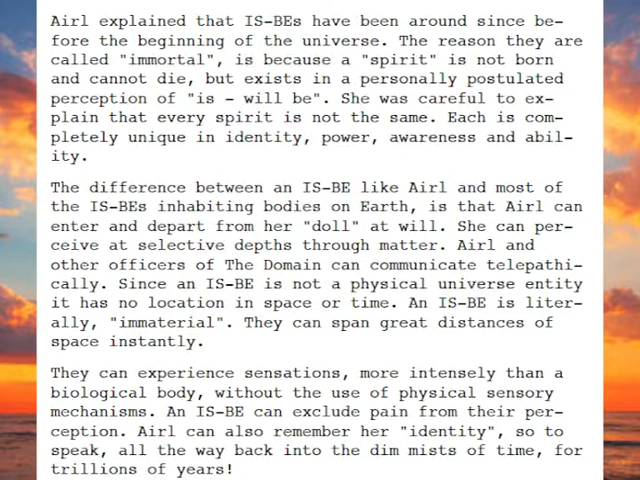 Airl explained that IS-BEs have been around since be-
fore the beginning of the universe. The reason they are
called "immortal", is because a "spirit" is not born
and cannot die, but exists in a personally postulated
perception of "is - will be". She was careful to ex-
plain that every spirit is not the same. Each is com-
pletely unique in identity, power, awareness and abil-
ity.
The difference between an IS-BE like Airl and most of
the IS-BEs inhabiting bodies on Earth, is that Airl can
enter and depart from her "doll" at will. She can per-
ceive at selective depths through matter. Airl and
other officers of The Domain can communicate telepathi-
cally. Since an IS-BE is not a physical universe entity
it has no location in space or time. An IS-BE is liter-
ally, "immaterial". They can span great distances of
space instantly.
They can experience sensations, more intensely than a
biological body, without the use of physical sensory
mechanisms. An IS-BE can exclude pain from their per-
ception. Airl can also remember her "identity", so to
speak, all the way back into the dim mists of time, for
trillions of years!